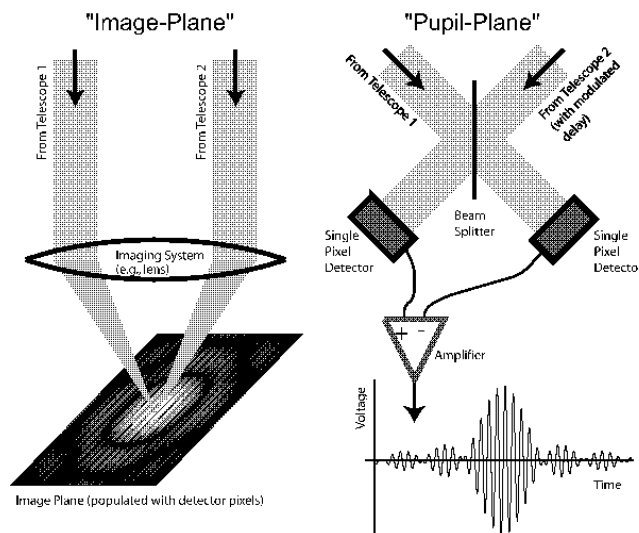 "Image-Plane"
From Telescope 1
From Telescope 2
Imaging System
(e.g., lens)
Image Plane (populated with detector pixels)
"Pupil-Plane"
From Telescope 1
From Telescope 2
(with modulated
delay)
Single
Pixel
Detector
Beam
Splitter
Single
Pixel
Detecto
+ -
Amplifier
Voltage
Time